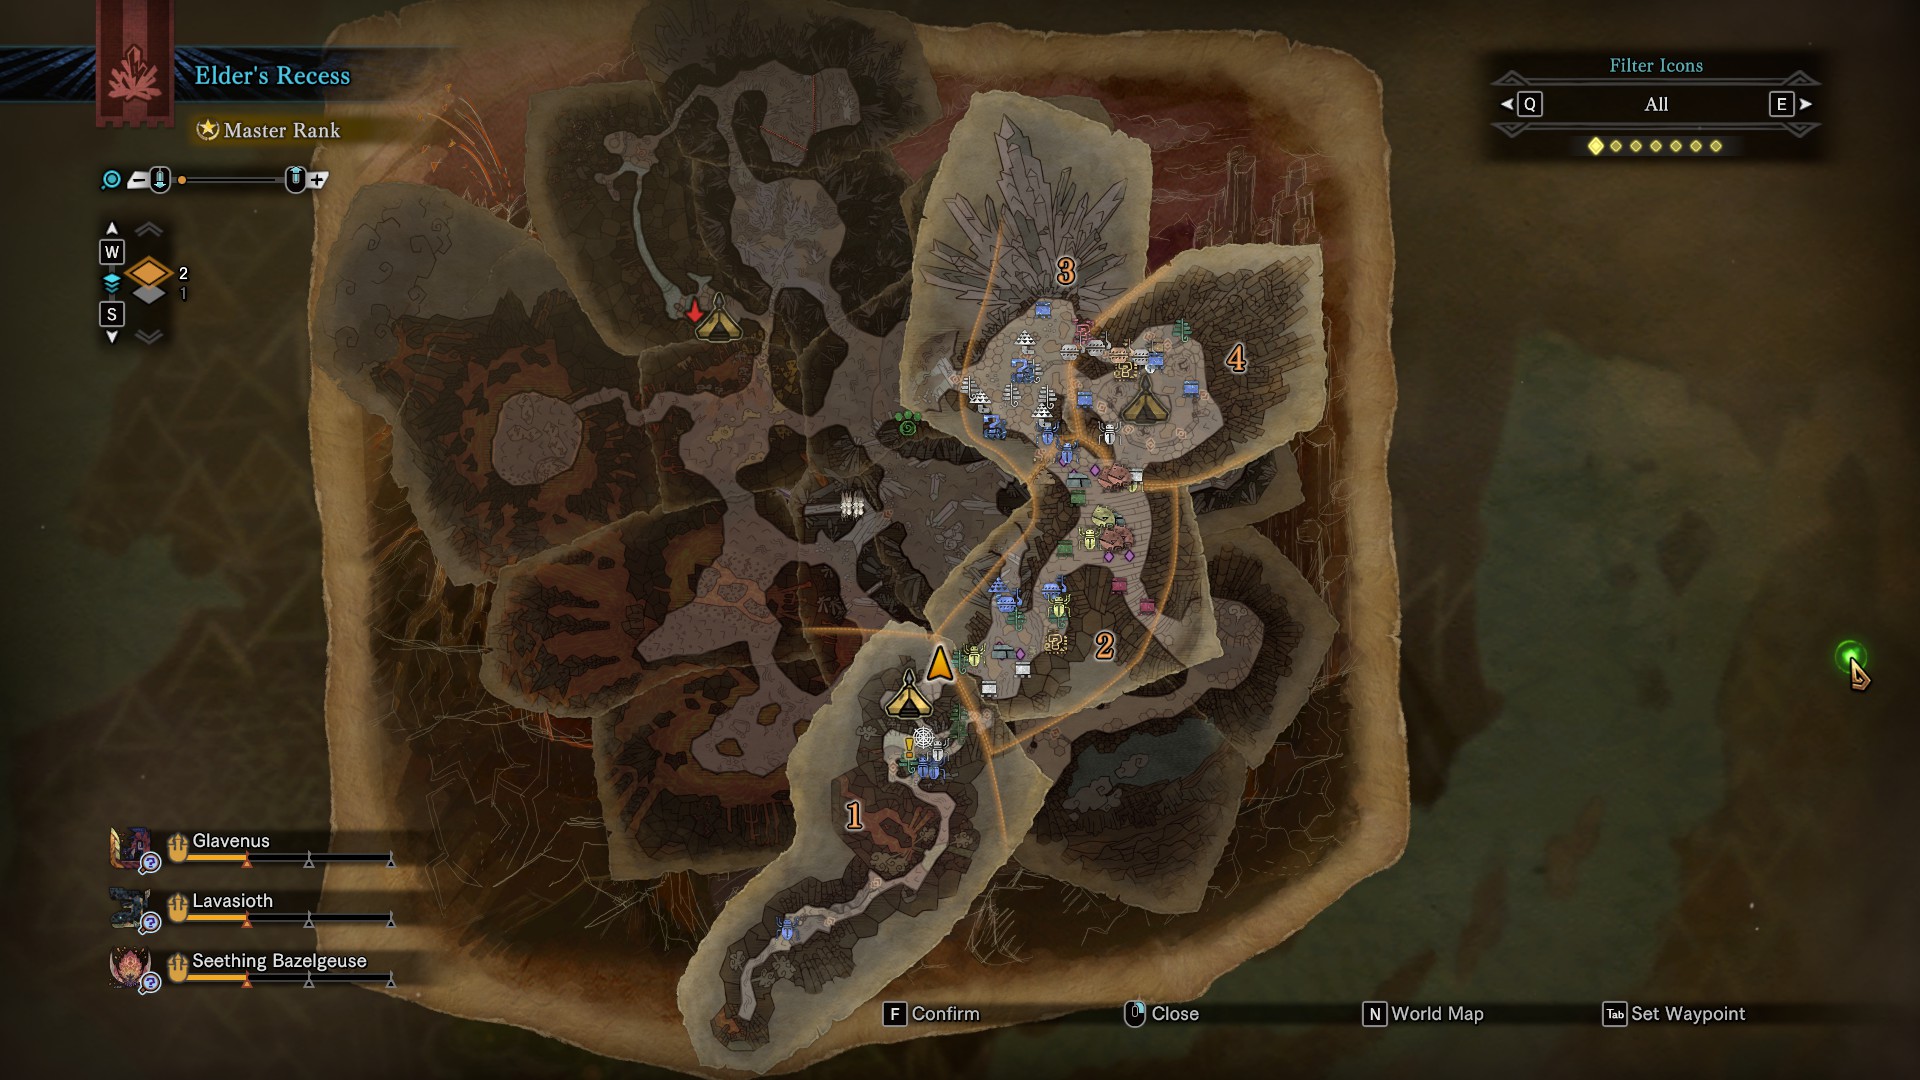 Elder's Recess
Master Rank
Filter Icons
Q
All
E
W
2
1
S
3
4
2
1
Glavenus
Lavasioth
Seething Bazelgeuse
F Confirm
Close
N World Map
Tab Set Waypoint